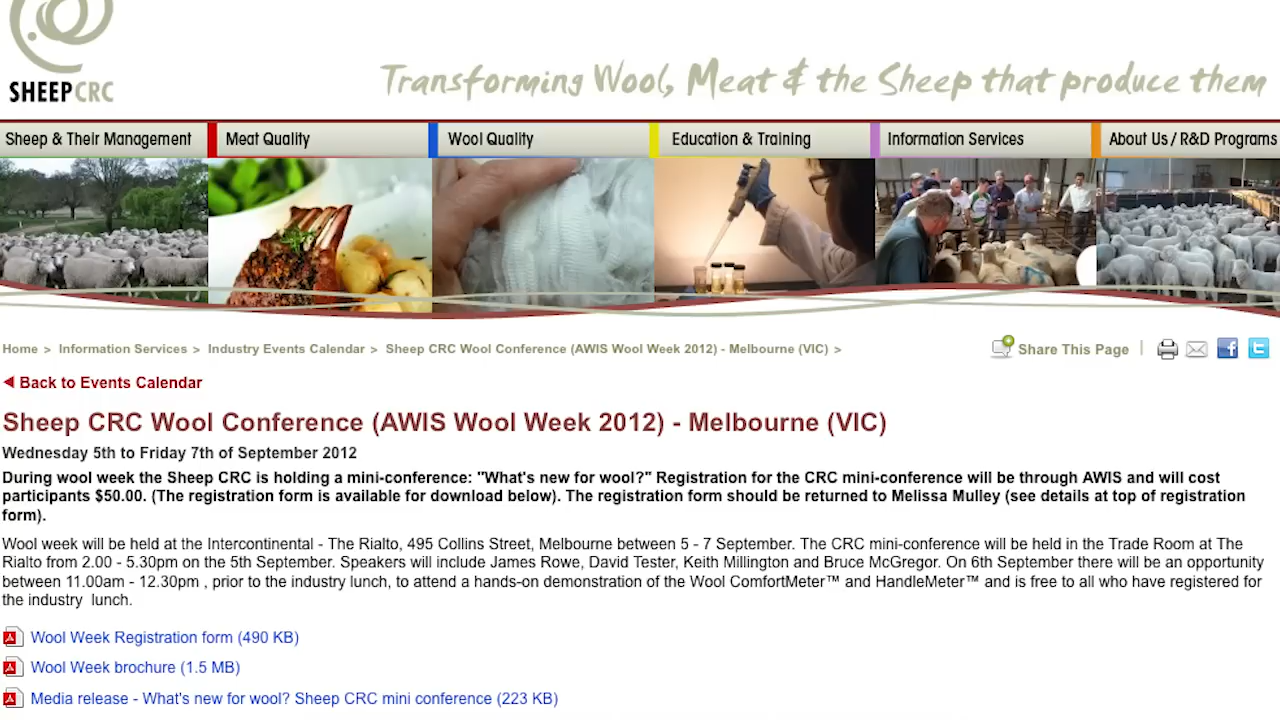 SHEEPCRC
Transforming Wool, Meat & the Sheep that produce them
Sheep & Their Management
Meat Quality
Wool Quality
Education & Training
Information Services
About Us / R&D Programs
Home > Information Services > Industry Events Calendar > Sheep CRC Wool Conference (AWIS Wool Week 2012) - Melbourne (VIC) >
Share This Page |
Back to Events Calendar
Sheep CRC Wool Conference (AWIS Wool Week 2012) - Melbourne (VIC)
Wednesday 5th to Friday 7th of September 2012
During wool week the Sheep CRC is holding a mini-conference: "What's new for wool?" Registration for the CRC mini-conference will be through AWIS and will cost
participants $50.00. (The registration form is available for download below). The registration form should be returned to Melissa Mulley (see details at top of registration
form).
Wool week will be held at the Intercontinental - The Rialto, 495 Collins Street, Melbourne between 5 - 7 September. The CRC mini-conference will be held in the Trade Room at The
Rialto from 2.00 - 5.30pm on the 5th September. Speakers will include James Rowe, David Tester, Keith Millington and Bruce McGregor. On 6th September there will be an opportunity
between 11.00am - 12.30pm , prior to the industry lunch, to attend a hands-on demonstration of the Wool ComfortMeter™ and HandleMeter™ and is free to all who have registered for
the industry lunch.
Wool Week Registration form (490 KB)
Wool Week brochure (1.5 MB)
Media release - What's new for wool? Sheep CRC mini conference (223 KB)